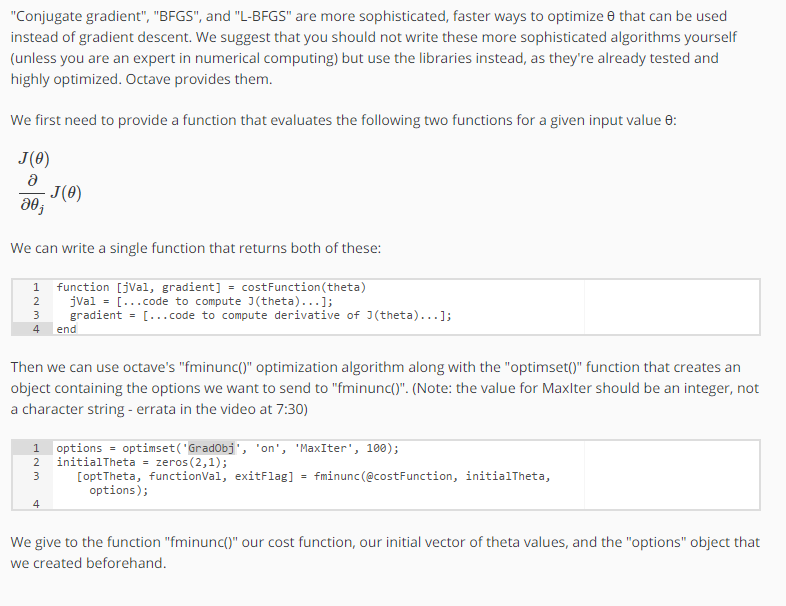 "Conjugate gradient", "BFGS", and "L-BFGS" are more sophisticated, faster ways to optimize θ that can be used
instead of gradient descent. We suggest that you should not write these more sophisticated algorithms yourself
(unless you are an expert in numerical computing) but use the libraries instead, as they're already tested and
highly optimized. Octave provides them.
We first need to provide a function that evaluates the following two functions for a given input value θ:
J(θ)
∂
∂θj J(θ)
We can write a single function that returns both of these:
1 function [jVal, gradient] = costFunction(theta)
2 jVal = [...code to compute J(theta)...];
3 gradient = [...code to compute derivative of J(theta)...];
4 end
Then we can use octave's "fminunc()" optimization algorithm along with the "optimset()" function that creates an
object containing the options we want to send to "fminunc()". (Note: the value for MaxIter should be an integer, not
a character string - errata in the video at 7:30)
1 options = optimset('GradObj', 'on', 'MaxIter', 100);
2 initialTheta = zeros(2,1);
3 [optTheta, functionVal, exitFlag] = fminunc(@costFunction, initialTheta,
options);
4
We give to the function "fminunc()" our cost function, our initial vector of theta values, and the "options" object that
we created beforehand.